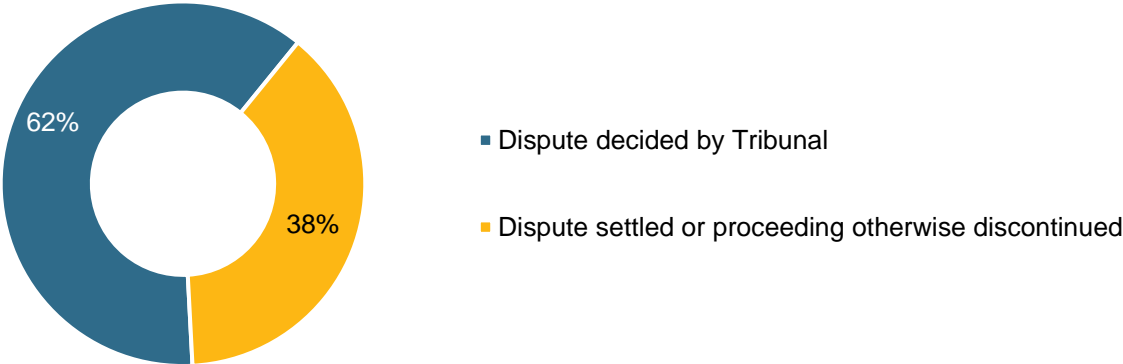 62%
Dispute decided by Tribunal
38%
Dispute settled or proceeding otherwise discontinued